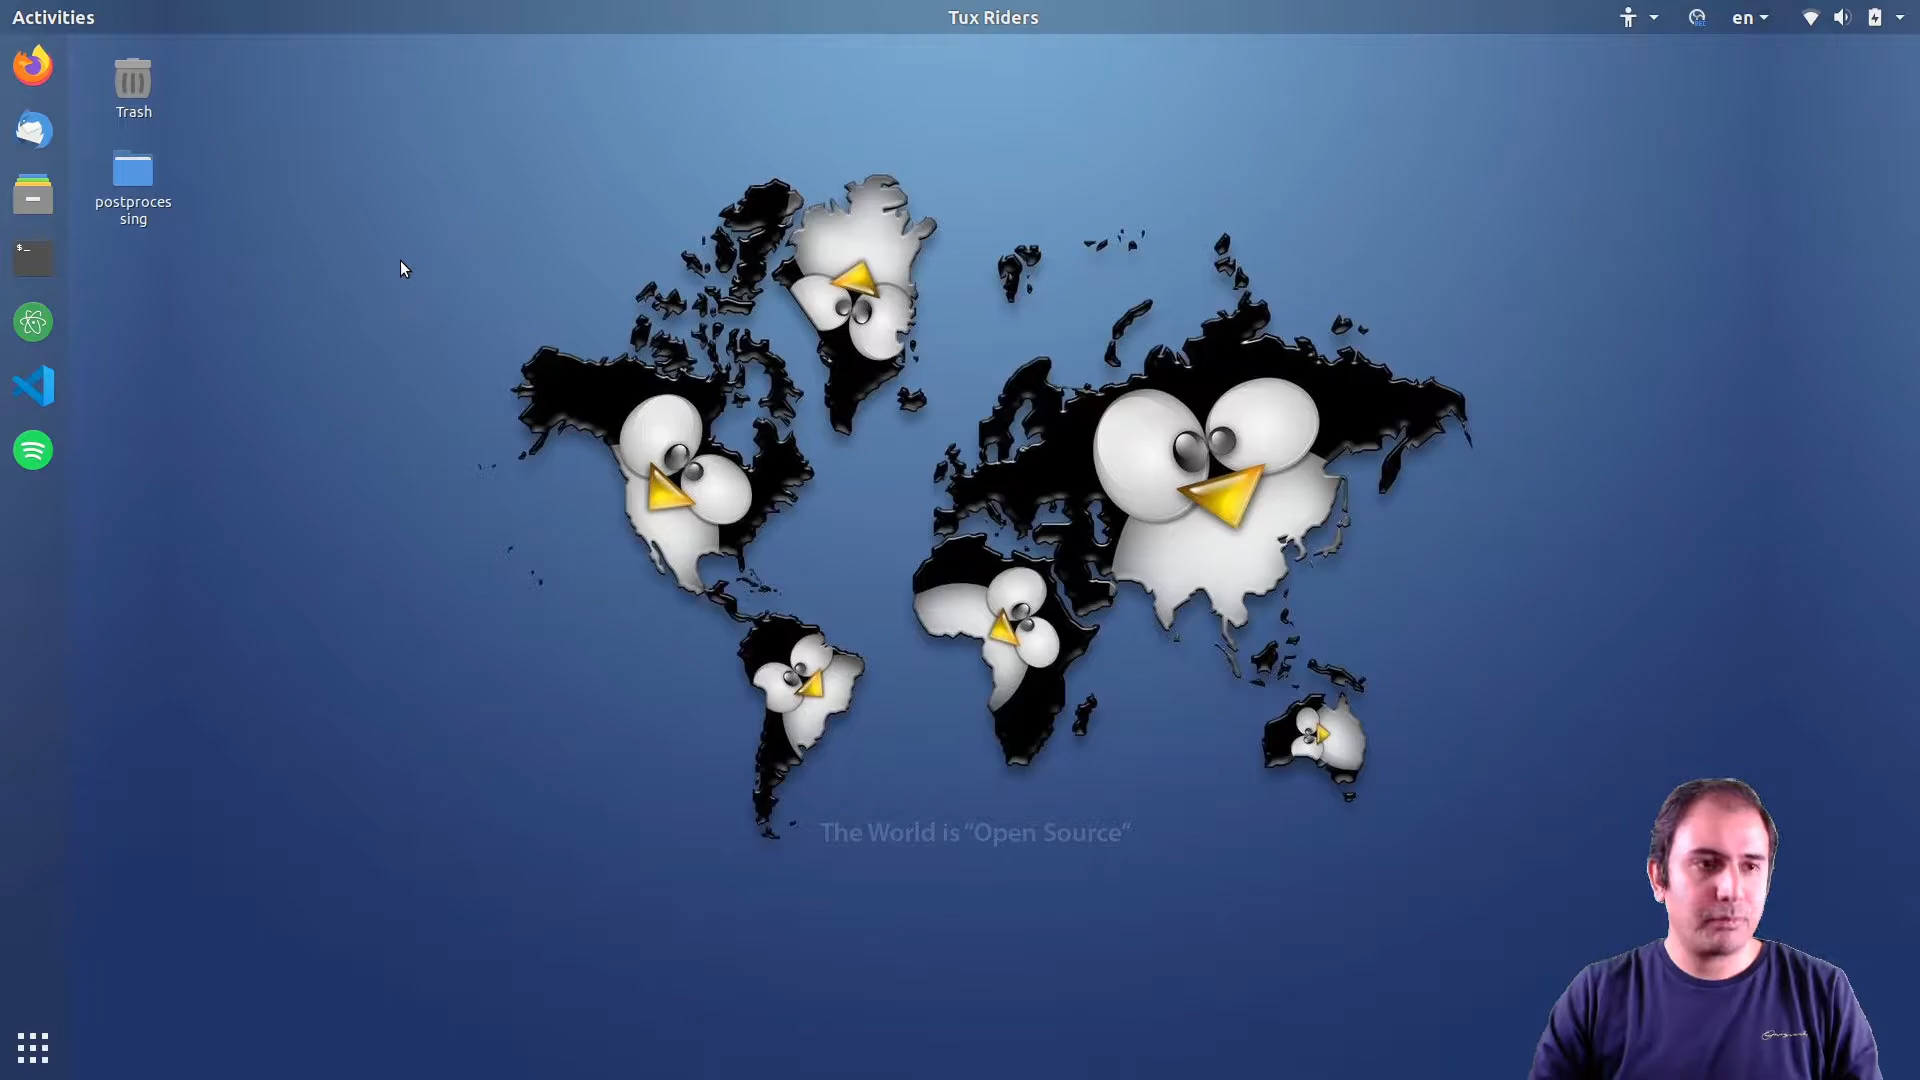 Activities
Tux Riders
en
Trash
postproces
sing
$_
The World is “Open Source”